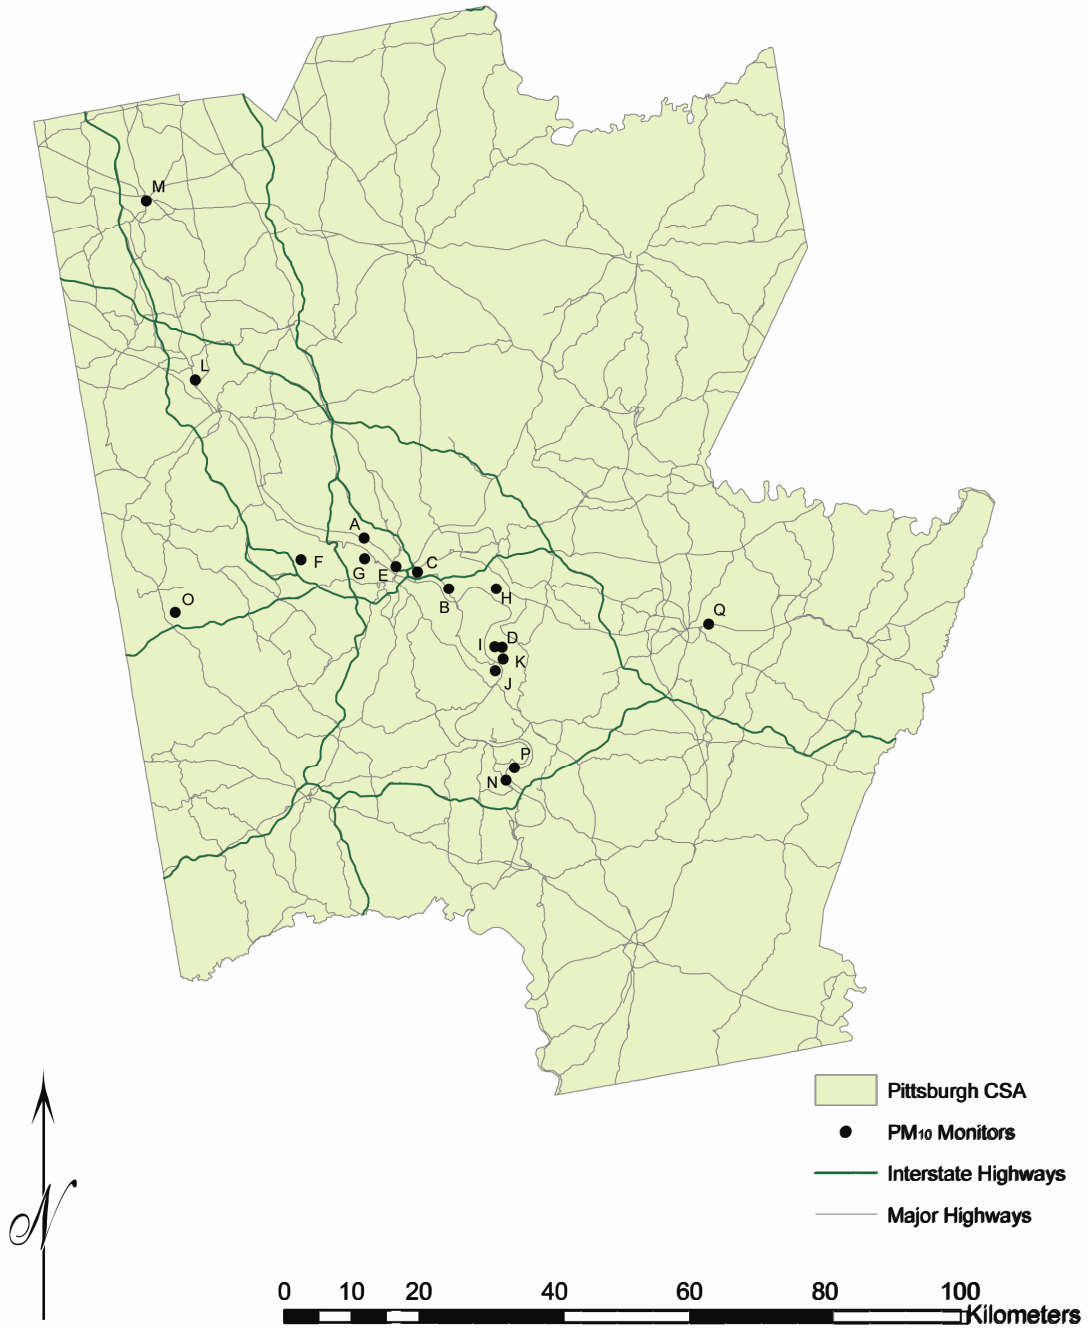 M
L
A
F
G
E
C
B
H
O
Q
I
D
K
J
P
N
Pittsburgh CSA
PM10 Monitors
Interstate Highways
Major Highways
N
0 10 20 40 60 80 100
Kilometers